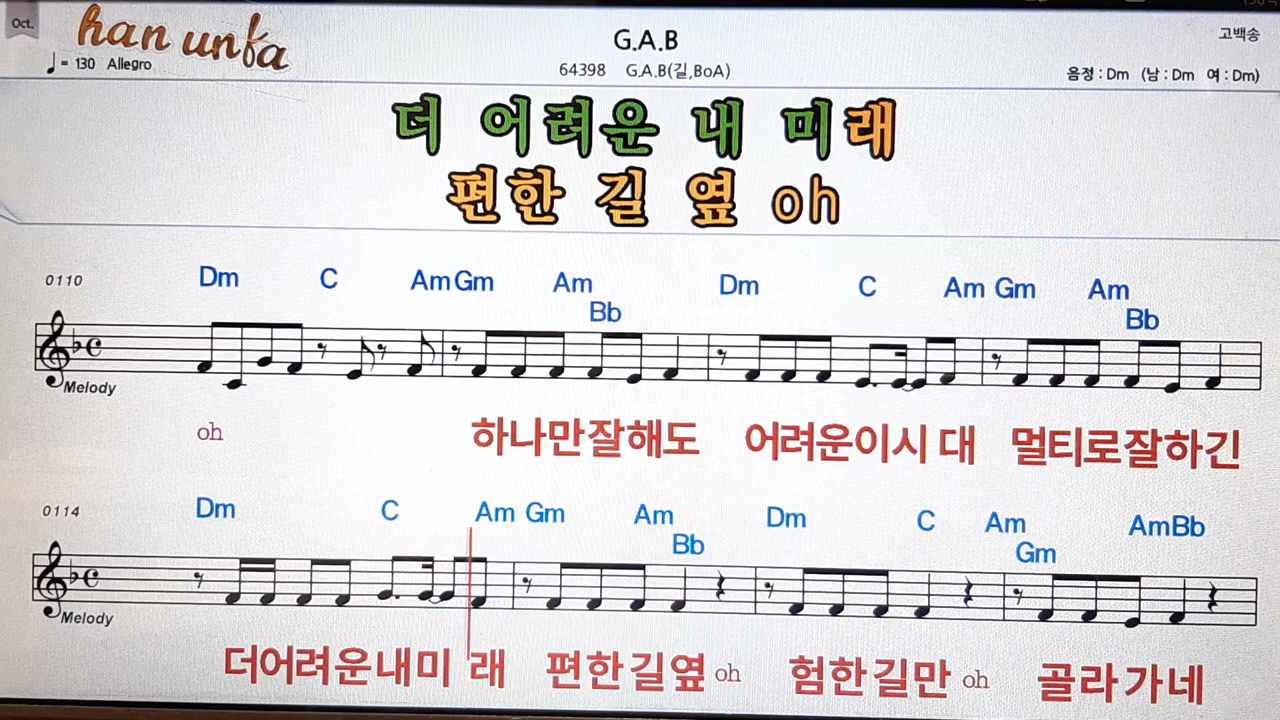 Oct.
han unfa
= 130 Allegro
G.A.B
64398 G.A.B(길,BoA)
고백송
음정 : Dm (남 : Dm 여 : Dm)
더 어려운 내 미래
편한 길 옆 oh
0110 Dm C Am Gm Am Bb Dm C Am Gm Am Bb
Melody
oh 하나만잘해도 어려운이시 대 멀티로잘하긴
0114 Dm C Am Gm Am Bb Dm C Am Gm Am Bb
Melody
더어려운내미 래 편한길옆 oh 험한길만 oh 골라가네